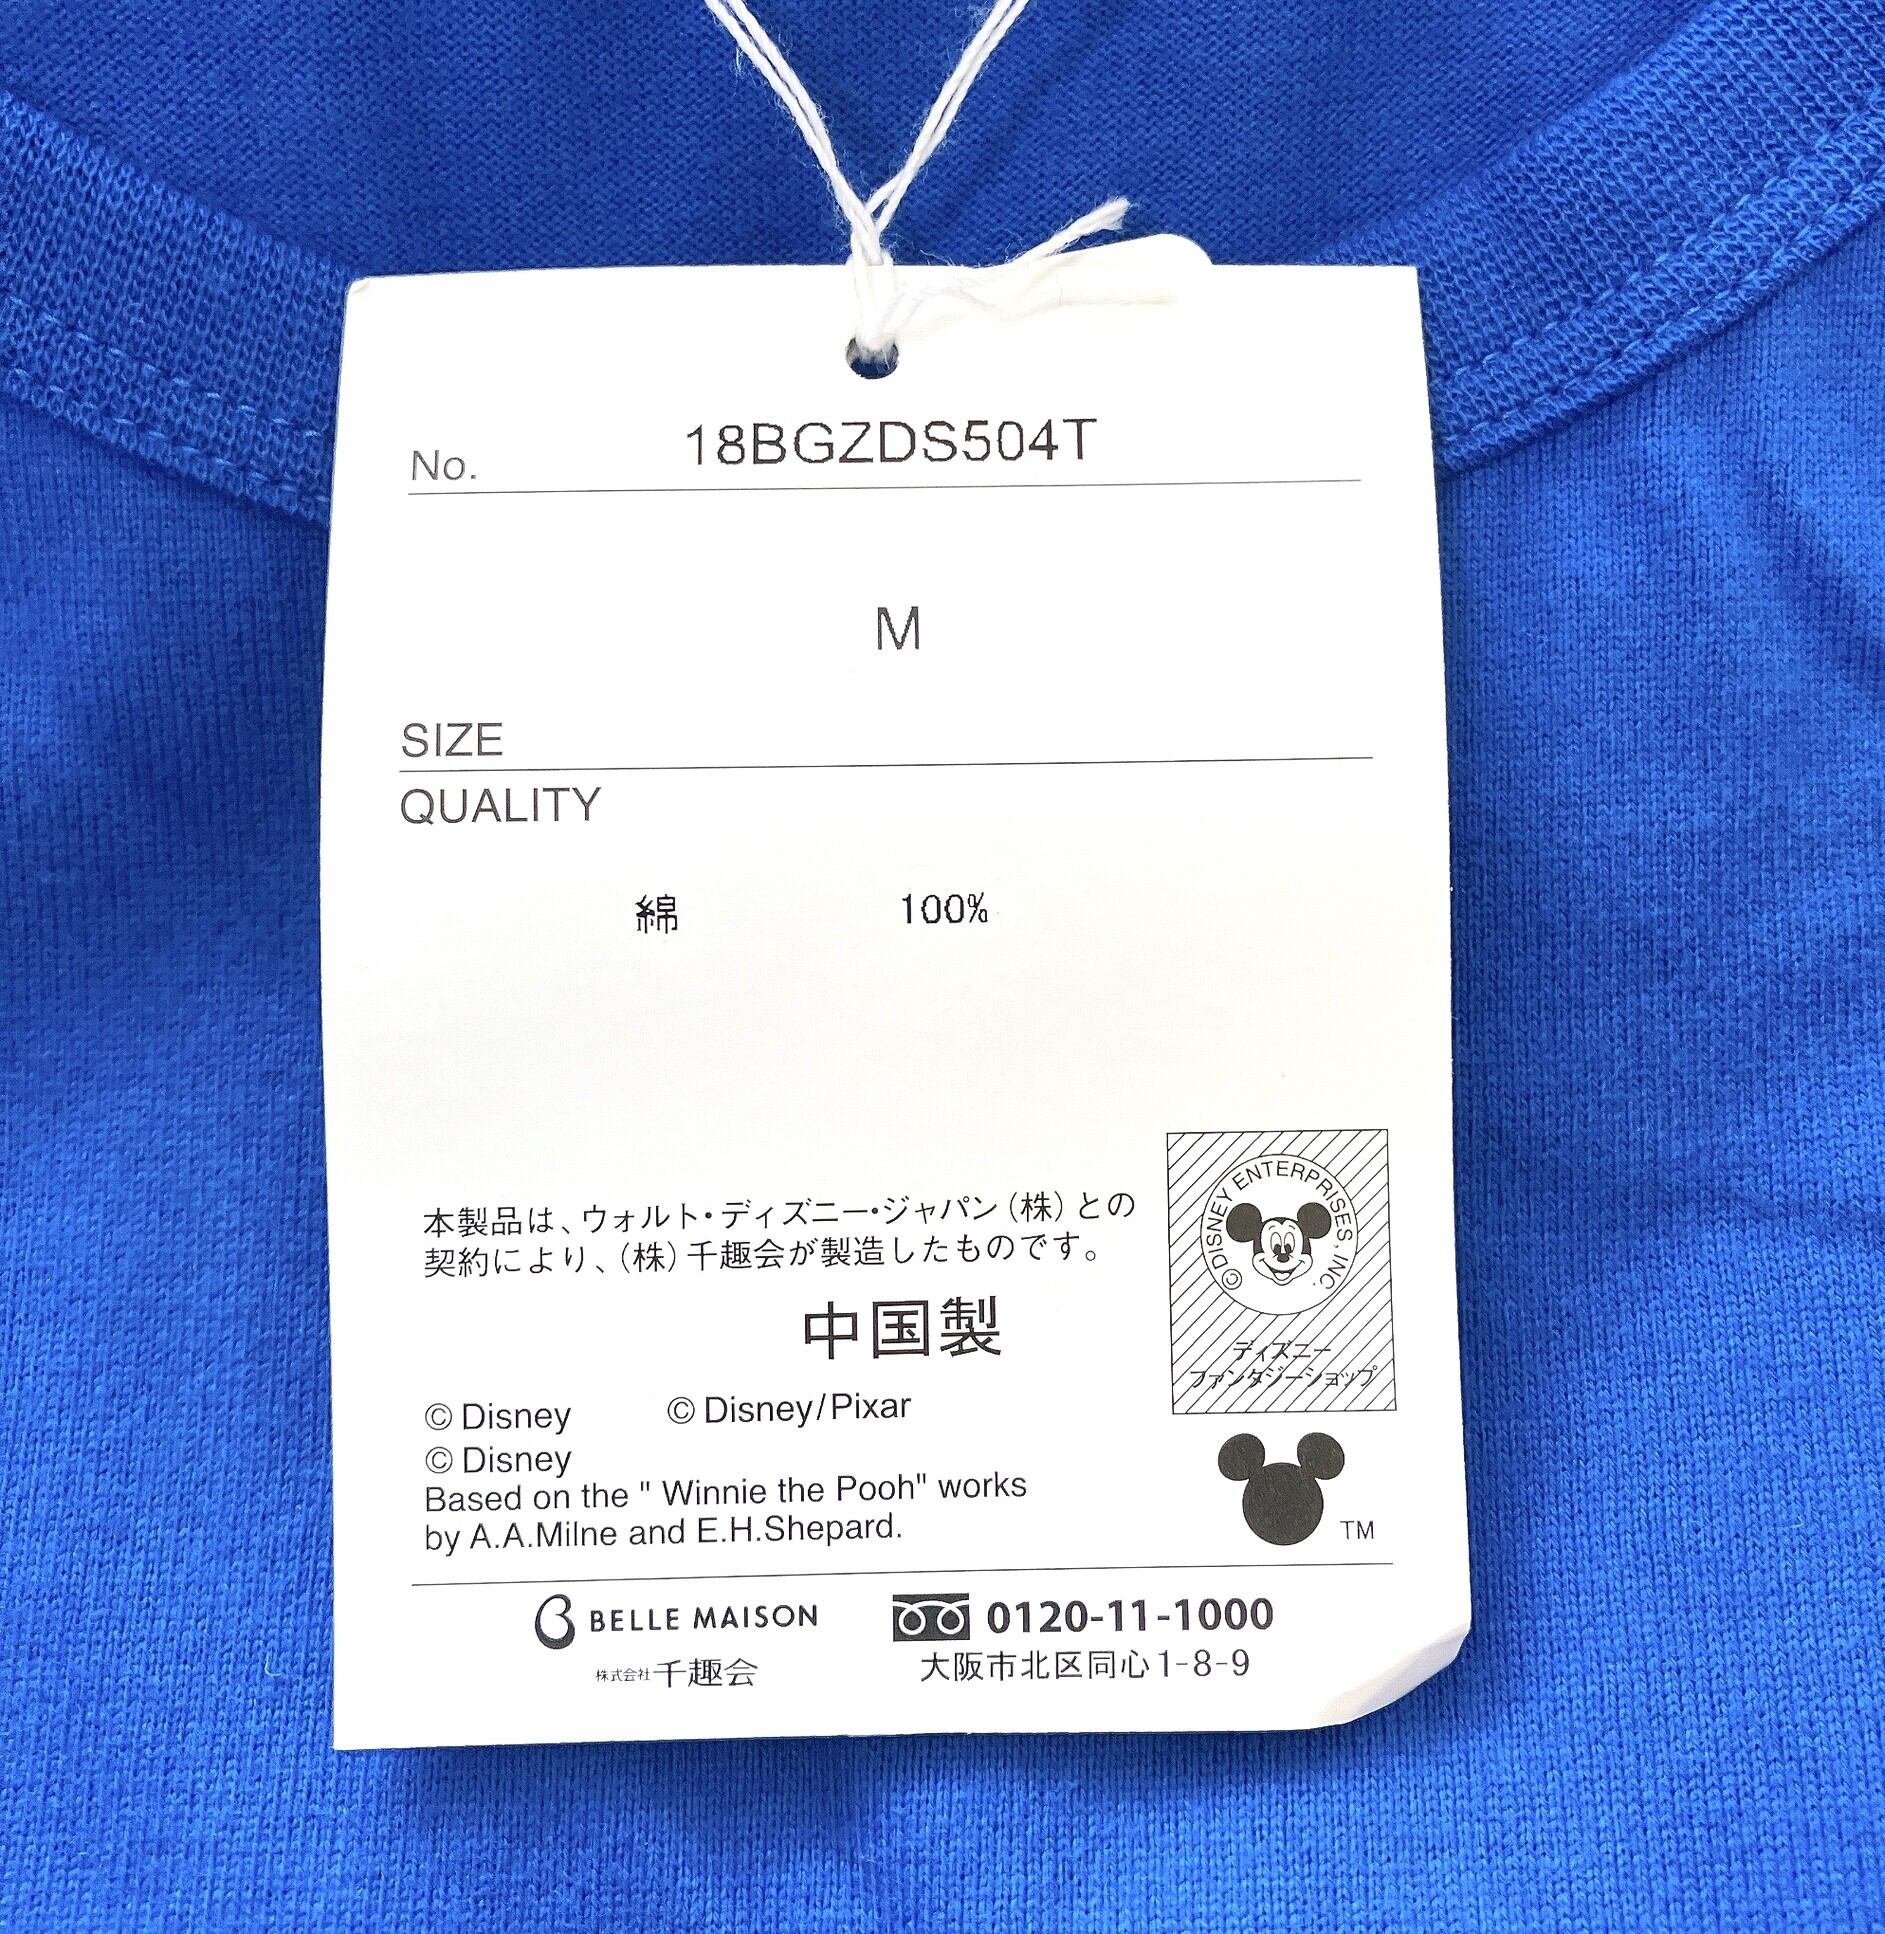 No. 18BGZDS504T
M
SIZE
QUALITY
綿 100%
本製品は、ウォルト・ディズニー・ジャパン(株)との
契約により、(株)千趣会が製造したものです。
中国製
© Disney © Disney/Pixar
© Disney
Based on the " Winnie the Pooh" works
by A.A.Milne and E.H.Shepard.
© DISNEY ENTERPRISES, INC.
ディズニー
ファンタジーショップ
TM
BELLE MAISON 0120-11-1000
株式会社千趣会 大阪市北区同心1-8-9